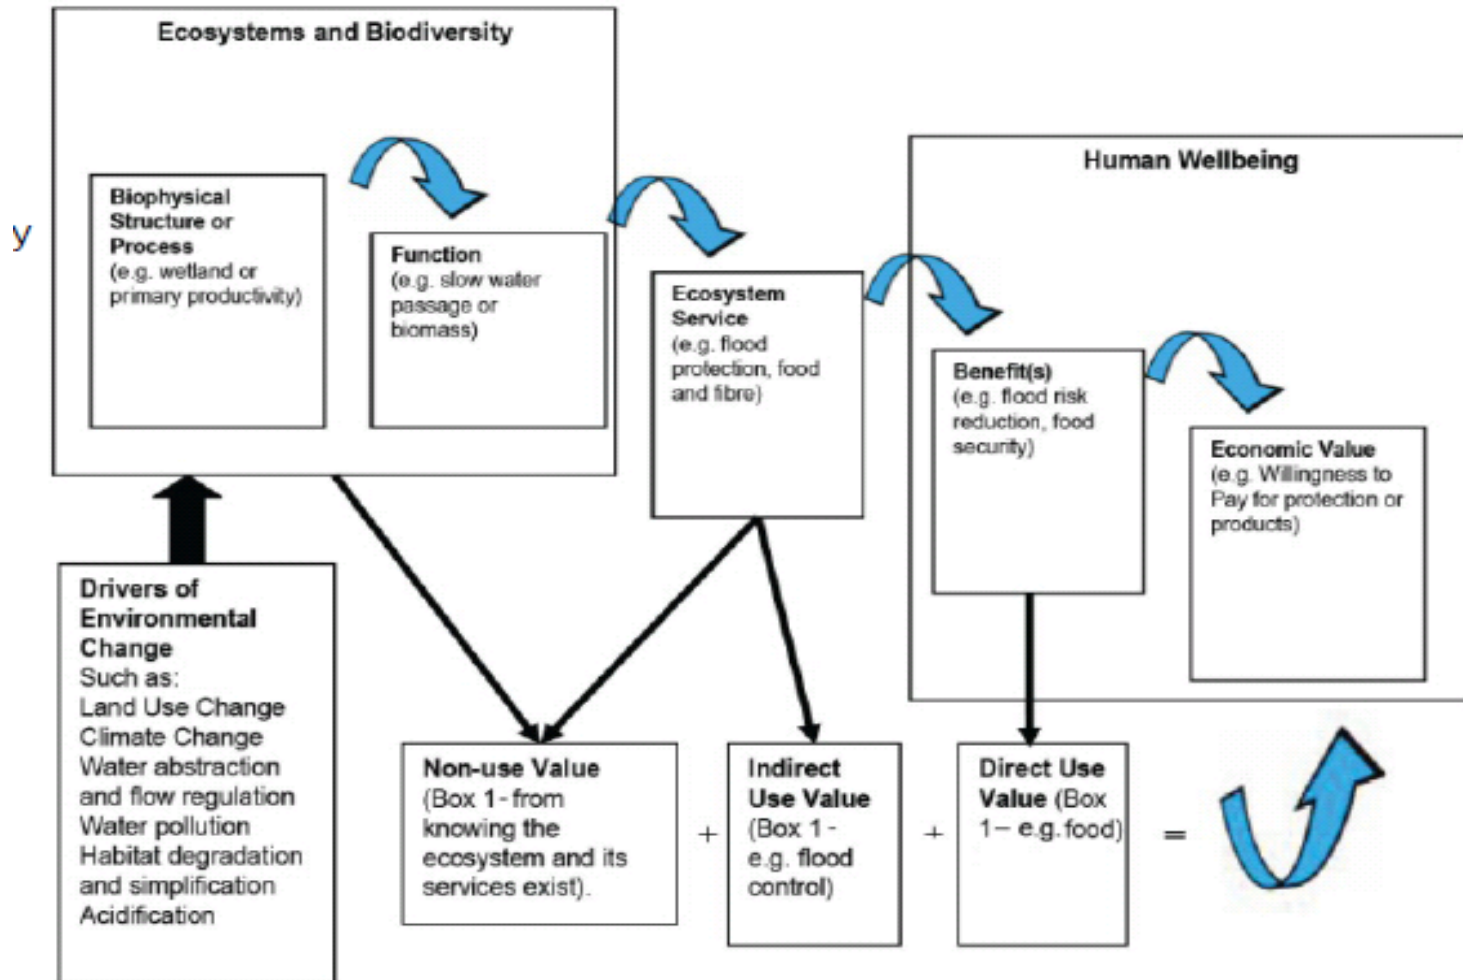 Ecosystems and Biodiversity
Human Wellbeing
Biophysical
Structure or
Process
(e.g. wetland or
primary productivity)
y
Function
(e.g. slow water
passage or
biomass)
Ecosystem
Service
(e.g. flood
protection, food
and fibre)
Benefit(s)
(e.g. flood risk
reduction, food
security)
Economic Value
(e.g. Willingness to
Pay for protection or
products)
Drivers of
Environmental
Change
Such as:
Land Use Change
Climate Change
Water abstraction
and flow regulation
Water pollution
Habitat degradation
and simplification
Acidification
Non-use Value
(Box 1- from
knowing the
ecosystem and its
services exist).
+
Indirect
Use Value
(Box 1 -
e.g. flood
control)
+
Direct Use
Value (Box
1– e.g. food)
=